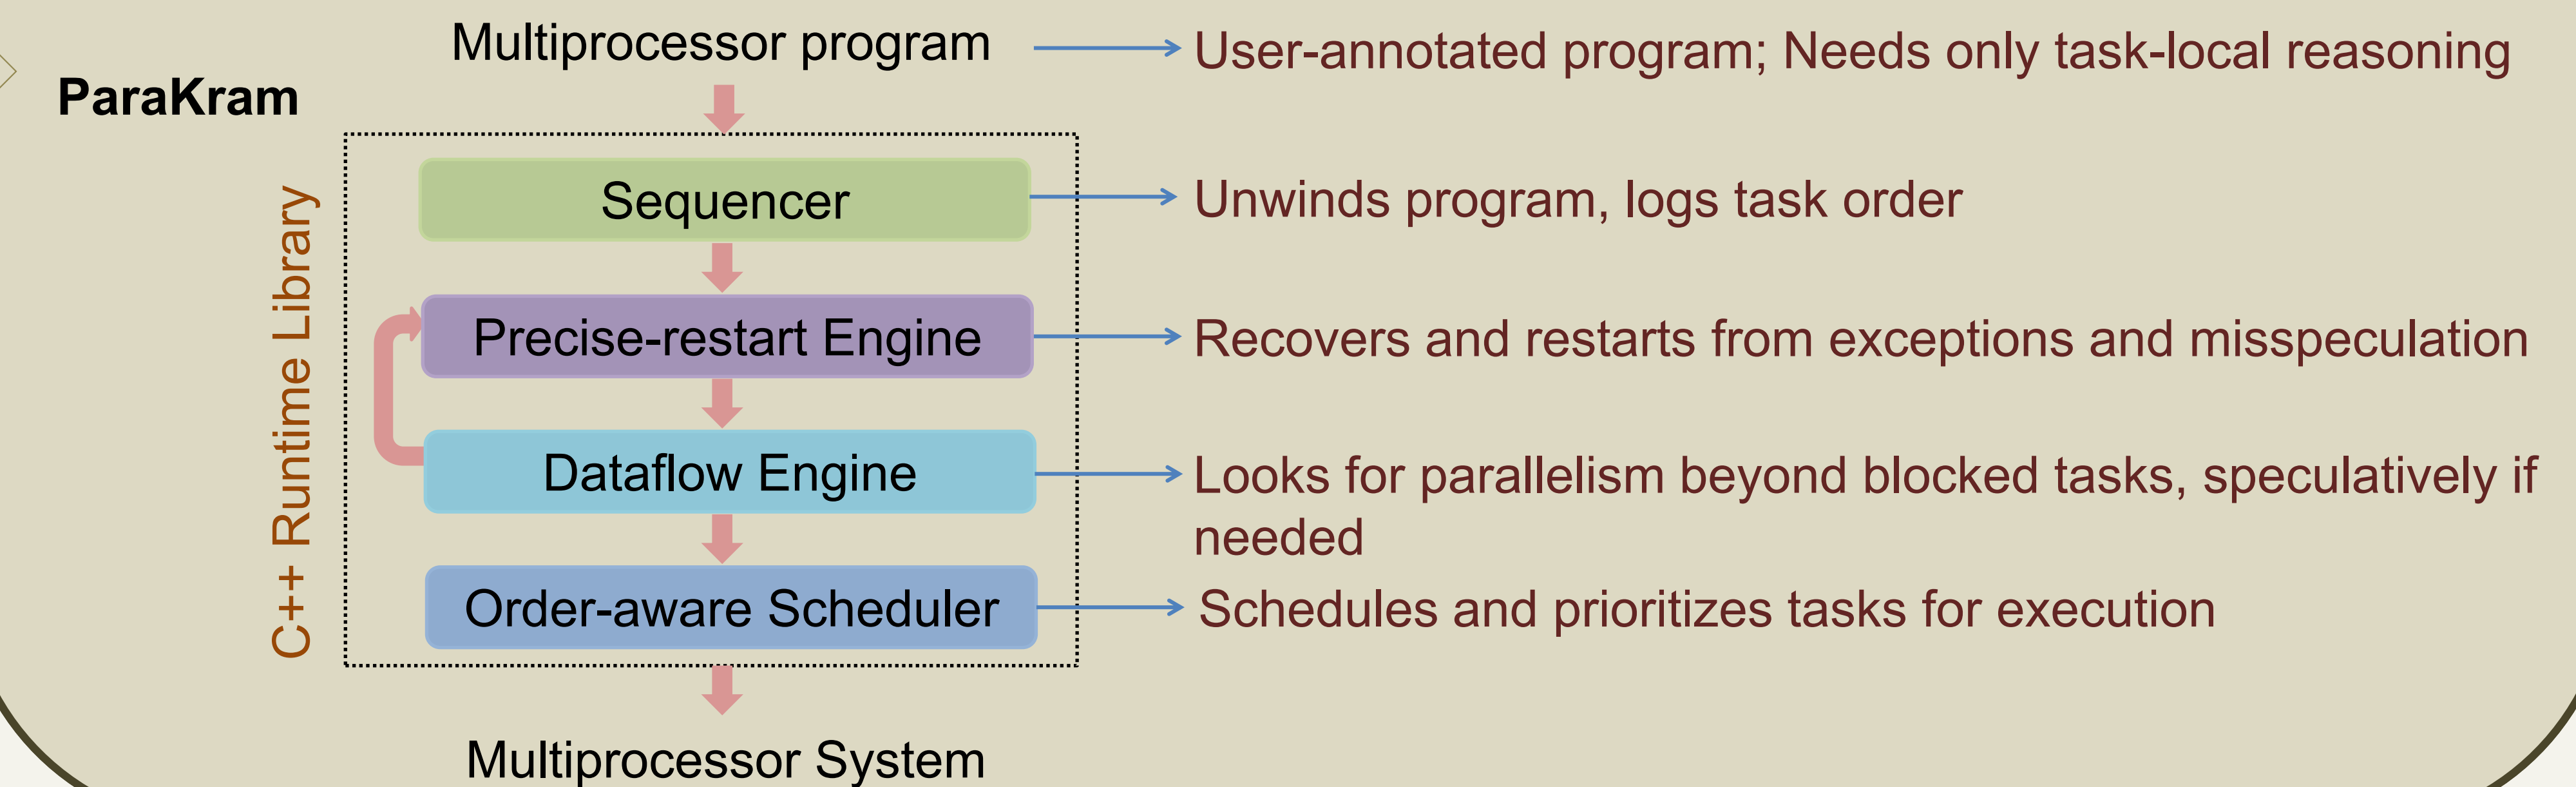 Multiprocessor program
User-annotated program; Needs only task-local reasoning
ParaKram
C++ Runtime Library
Sequencer
Unwinds program, logs task order
Precise-restart Engine
Recovers and restarts from exceptions and misspeculation
Dataflow Engine
Looks for parallelism beyond blocked tasks, speculatively if
needed
Order-aware Scheduler
Schedules and prioritizes tasks for execution
Multiprocessor System